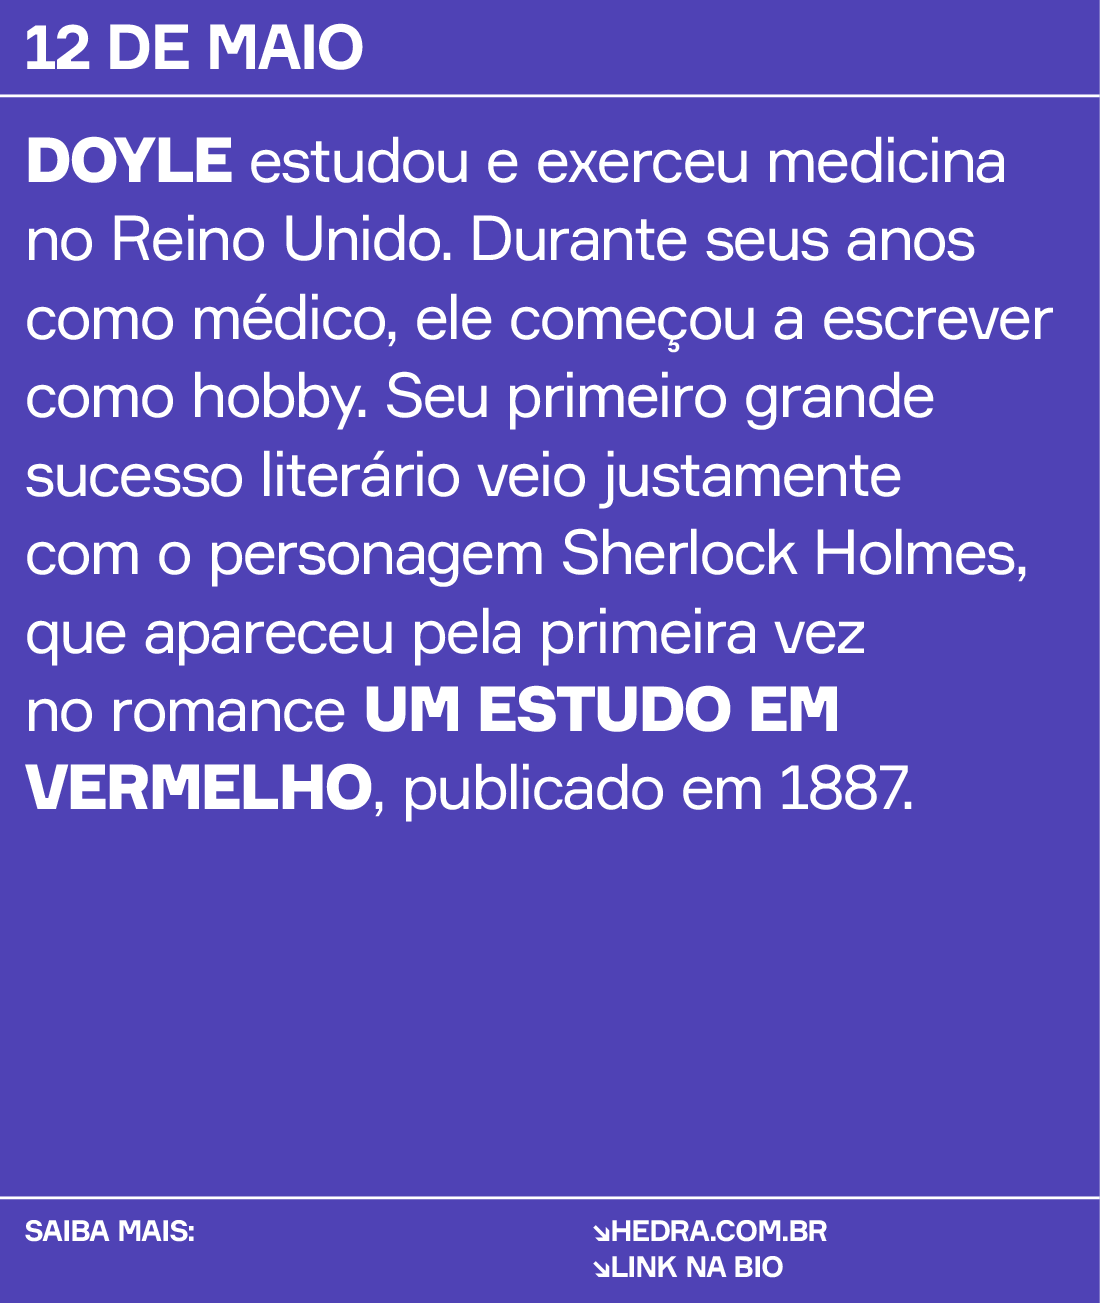 12 DE MAIO
DOYLE estudou e exerceu medicina
no Reino Unido. Durante seus anos
como médico, ele começou a escrever
como hobby. Seu primeiro grande
sucesso literário veio justamente
com o personagem Sherlock Holmes,
que apareceu pela primeira vez
no romance UM ESTUDO EM
VERMELHO, publicado em 1887.
SAIBA MAIS:
↘HEDRA.COM.BR
↘LINK NA BIO